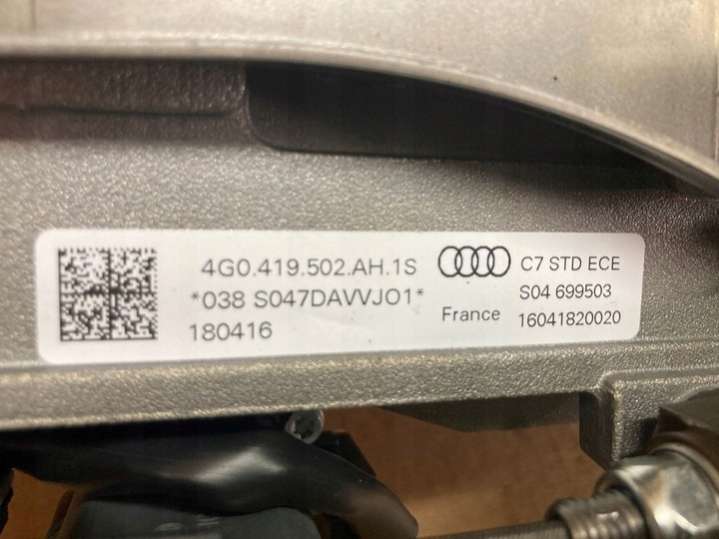 4G0.419.502.AH.1S
*038 S047DAVVJO1*
180416
France
C7 STD ECE
S04 699503
16041820020